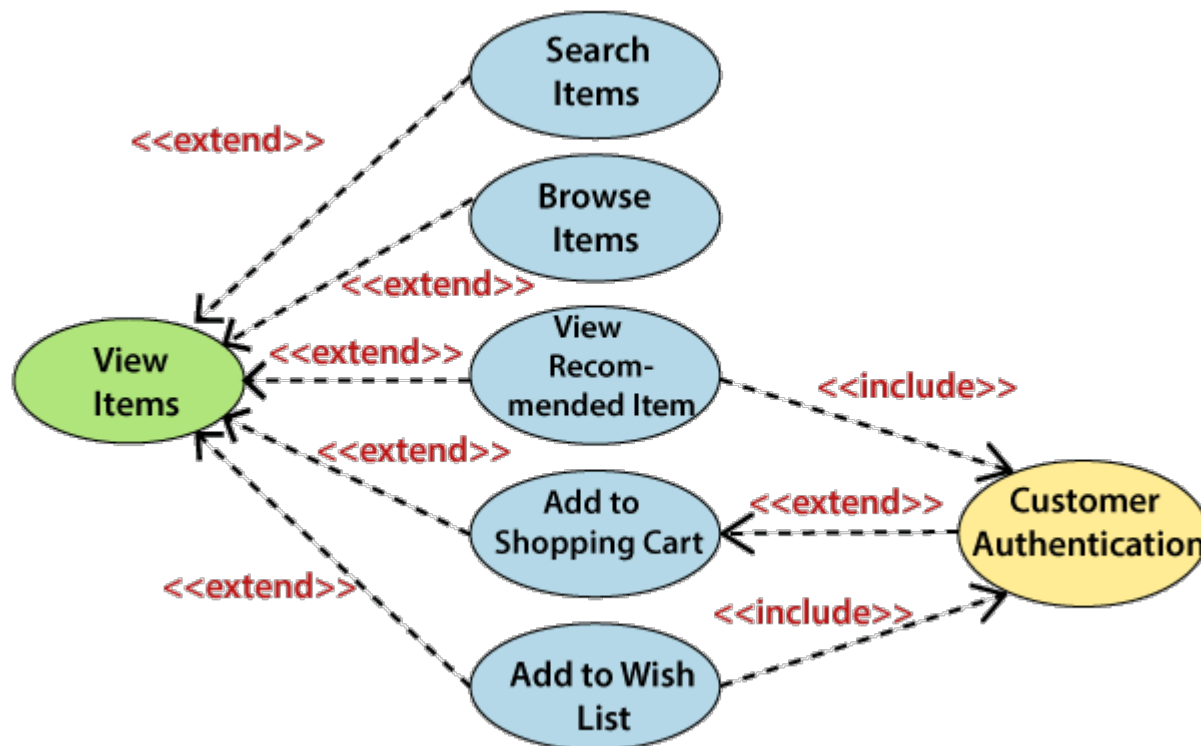 Search
Items
<<extend>>
Browse
Items
<<extend>>
View
Recom-
mended Item
<<extend>>
View
Items
<<include>>
<<extend>>
Add to
Shopping Cart
<<extend>>
Customer
Authentication
<<extend>>
<<include>>
Add to Wish
List